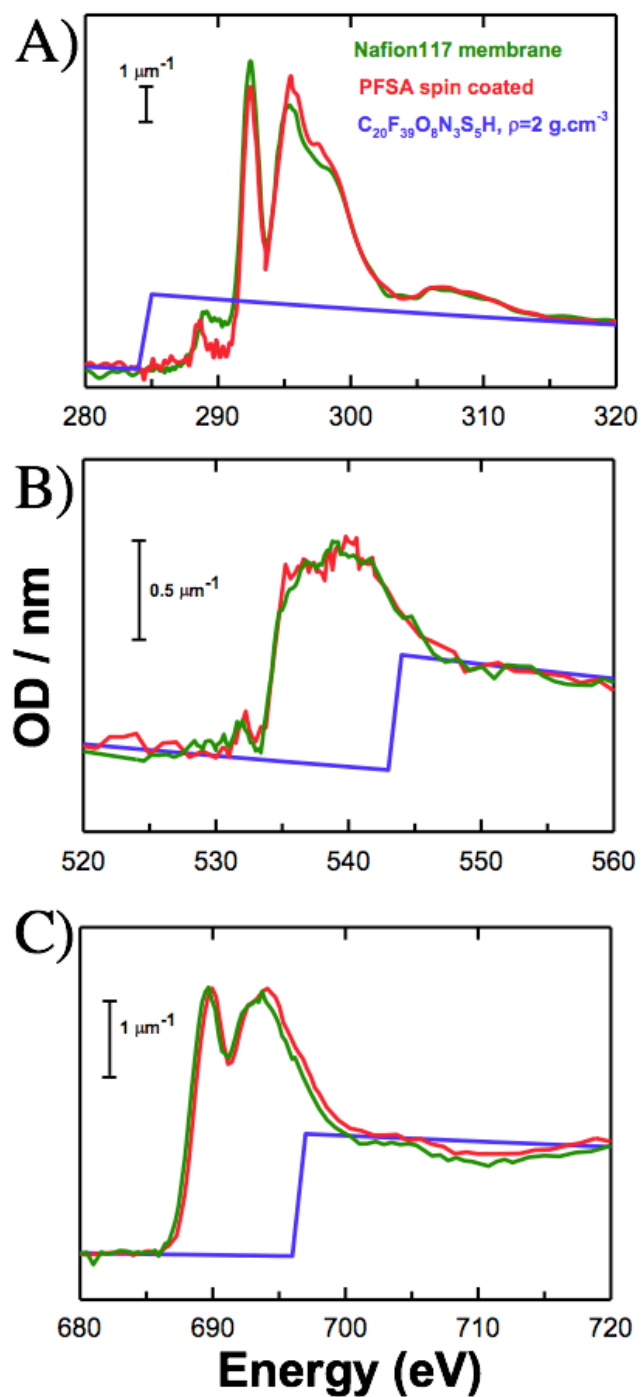 A)
Nafion117 membrane
1 μm⁻¹
PFSA spin coated
C₂₀F₃₉O₈N₃S₅H, ρ=2 g.cm⁻³
280 290 300 310 320
B)
0.5 μm⁻¹
OD / nm
520 530 540 550 560
C)
1 μm⁻¹
680 690 700 710 720
Energy (eV)